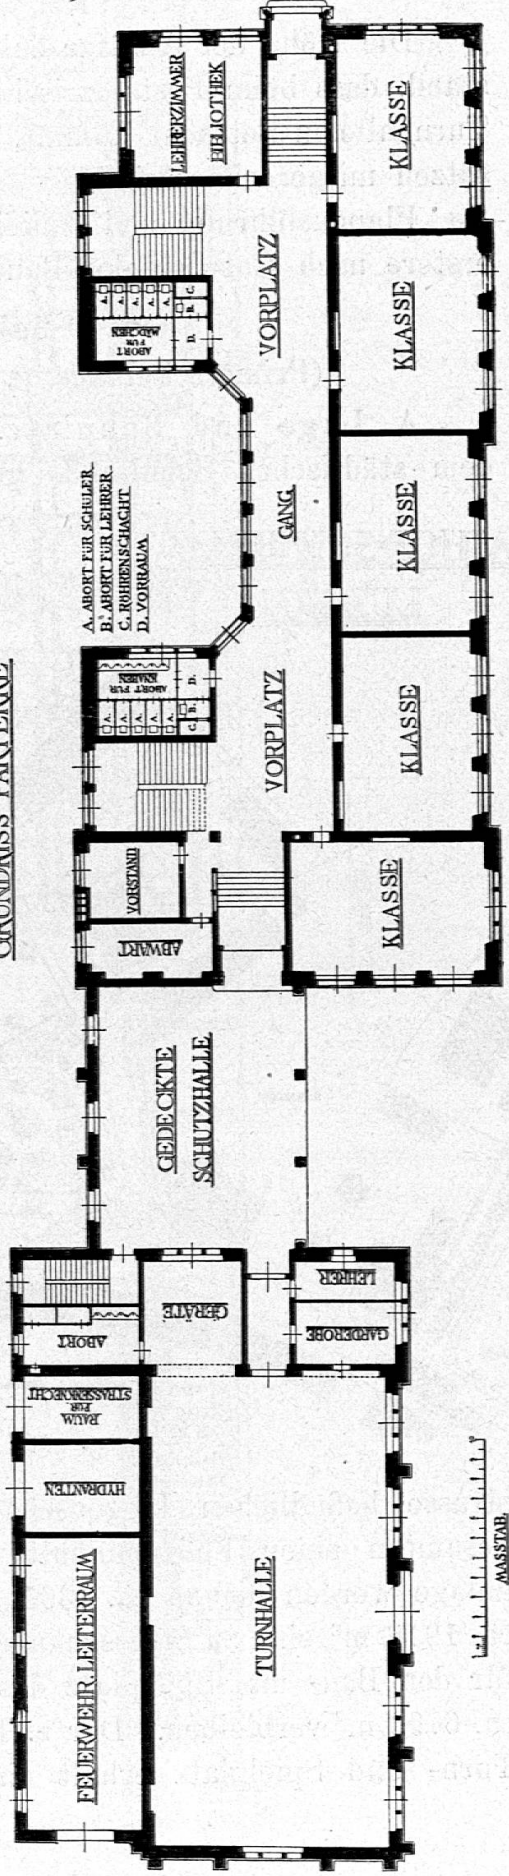 GRUNDRISS PARTERRE
LEHRERZIMMER
BIBLIOTHEK
KLASSE
VORPLATZ
KLASSE
A.
A.
A.
A.
A.
B.
C.
D.
ABORT
FÜR
MÄDCHEN
A. ABORT FÜR SCHÜLER
B. ABORT FÜR LEHRER
C. RÖHRENSCHACHT
D. VORRAUM
GANG
KLASSE
ABORT FÜR
KNABEN
D.
A.
A.
A.
A.
A.
B.
C.
VORPLATZ
KLASSE
VORSTAND
ABWART
KLASSE
GEDECKTE
SCHUTZHALLE
ABORT
GERÄTE
LEHRER
GARDEROBE
RAUM
FÜR
STRASSENKNECHT
HYDRANTEN
FEUERWEHR. LEITERRAUM
TURNHALLE
MASSTAB.